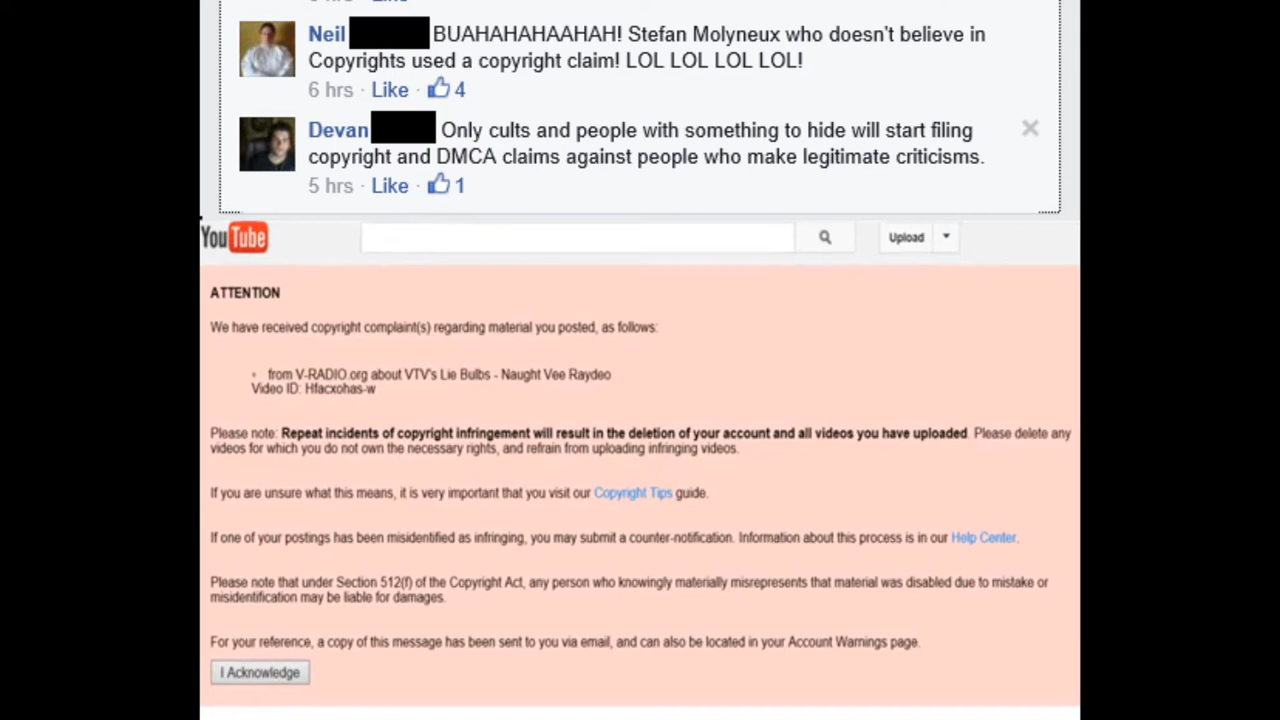 Like
Neil BUAHAHAHAAHAH! Stefan Molyneux who doesn't believe in
Copyrights used a copyright claim! LOL LOL LOL LOL!
6 hrs · Like · 4
Devan Only cults and people with something to hide will start filing
copyright and DMCA claims against people who make legitimate criticisms.
5 hrs · Like · 1
YouTube
Upload
ATTENTION
We have received copyright complaint(s) regarding material you posted, as follows:
from V-RADIO.org about VTV's Lie Bulbs - Naught Vee Raydeo
Video ID: Hfacxohas-w
Please note: Repeat incidents of copyright infringement will result in the deletion of your account and all videos you have uploaded. Please delete any
videos for which you do not own the necessary rights, and refrain from uploading infringing videos.
If you are unsure what this means, it is very important that you visit our Copyright Tips guide.
If one of your postings has been misidentified as infringing, you may submit a counter-notification. Information about this process is in our Help Center.
Please note that under Section 512(f) of the Copyright Act, any person who knowingly materially misrepresents that material was disabled due to mistake or
misidentification may be liable for damages.
For your reference, a copy of this message has been sent to you via email, and can also be located in your Account Warnings page.
I Acknowledge